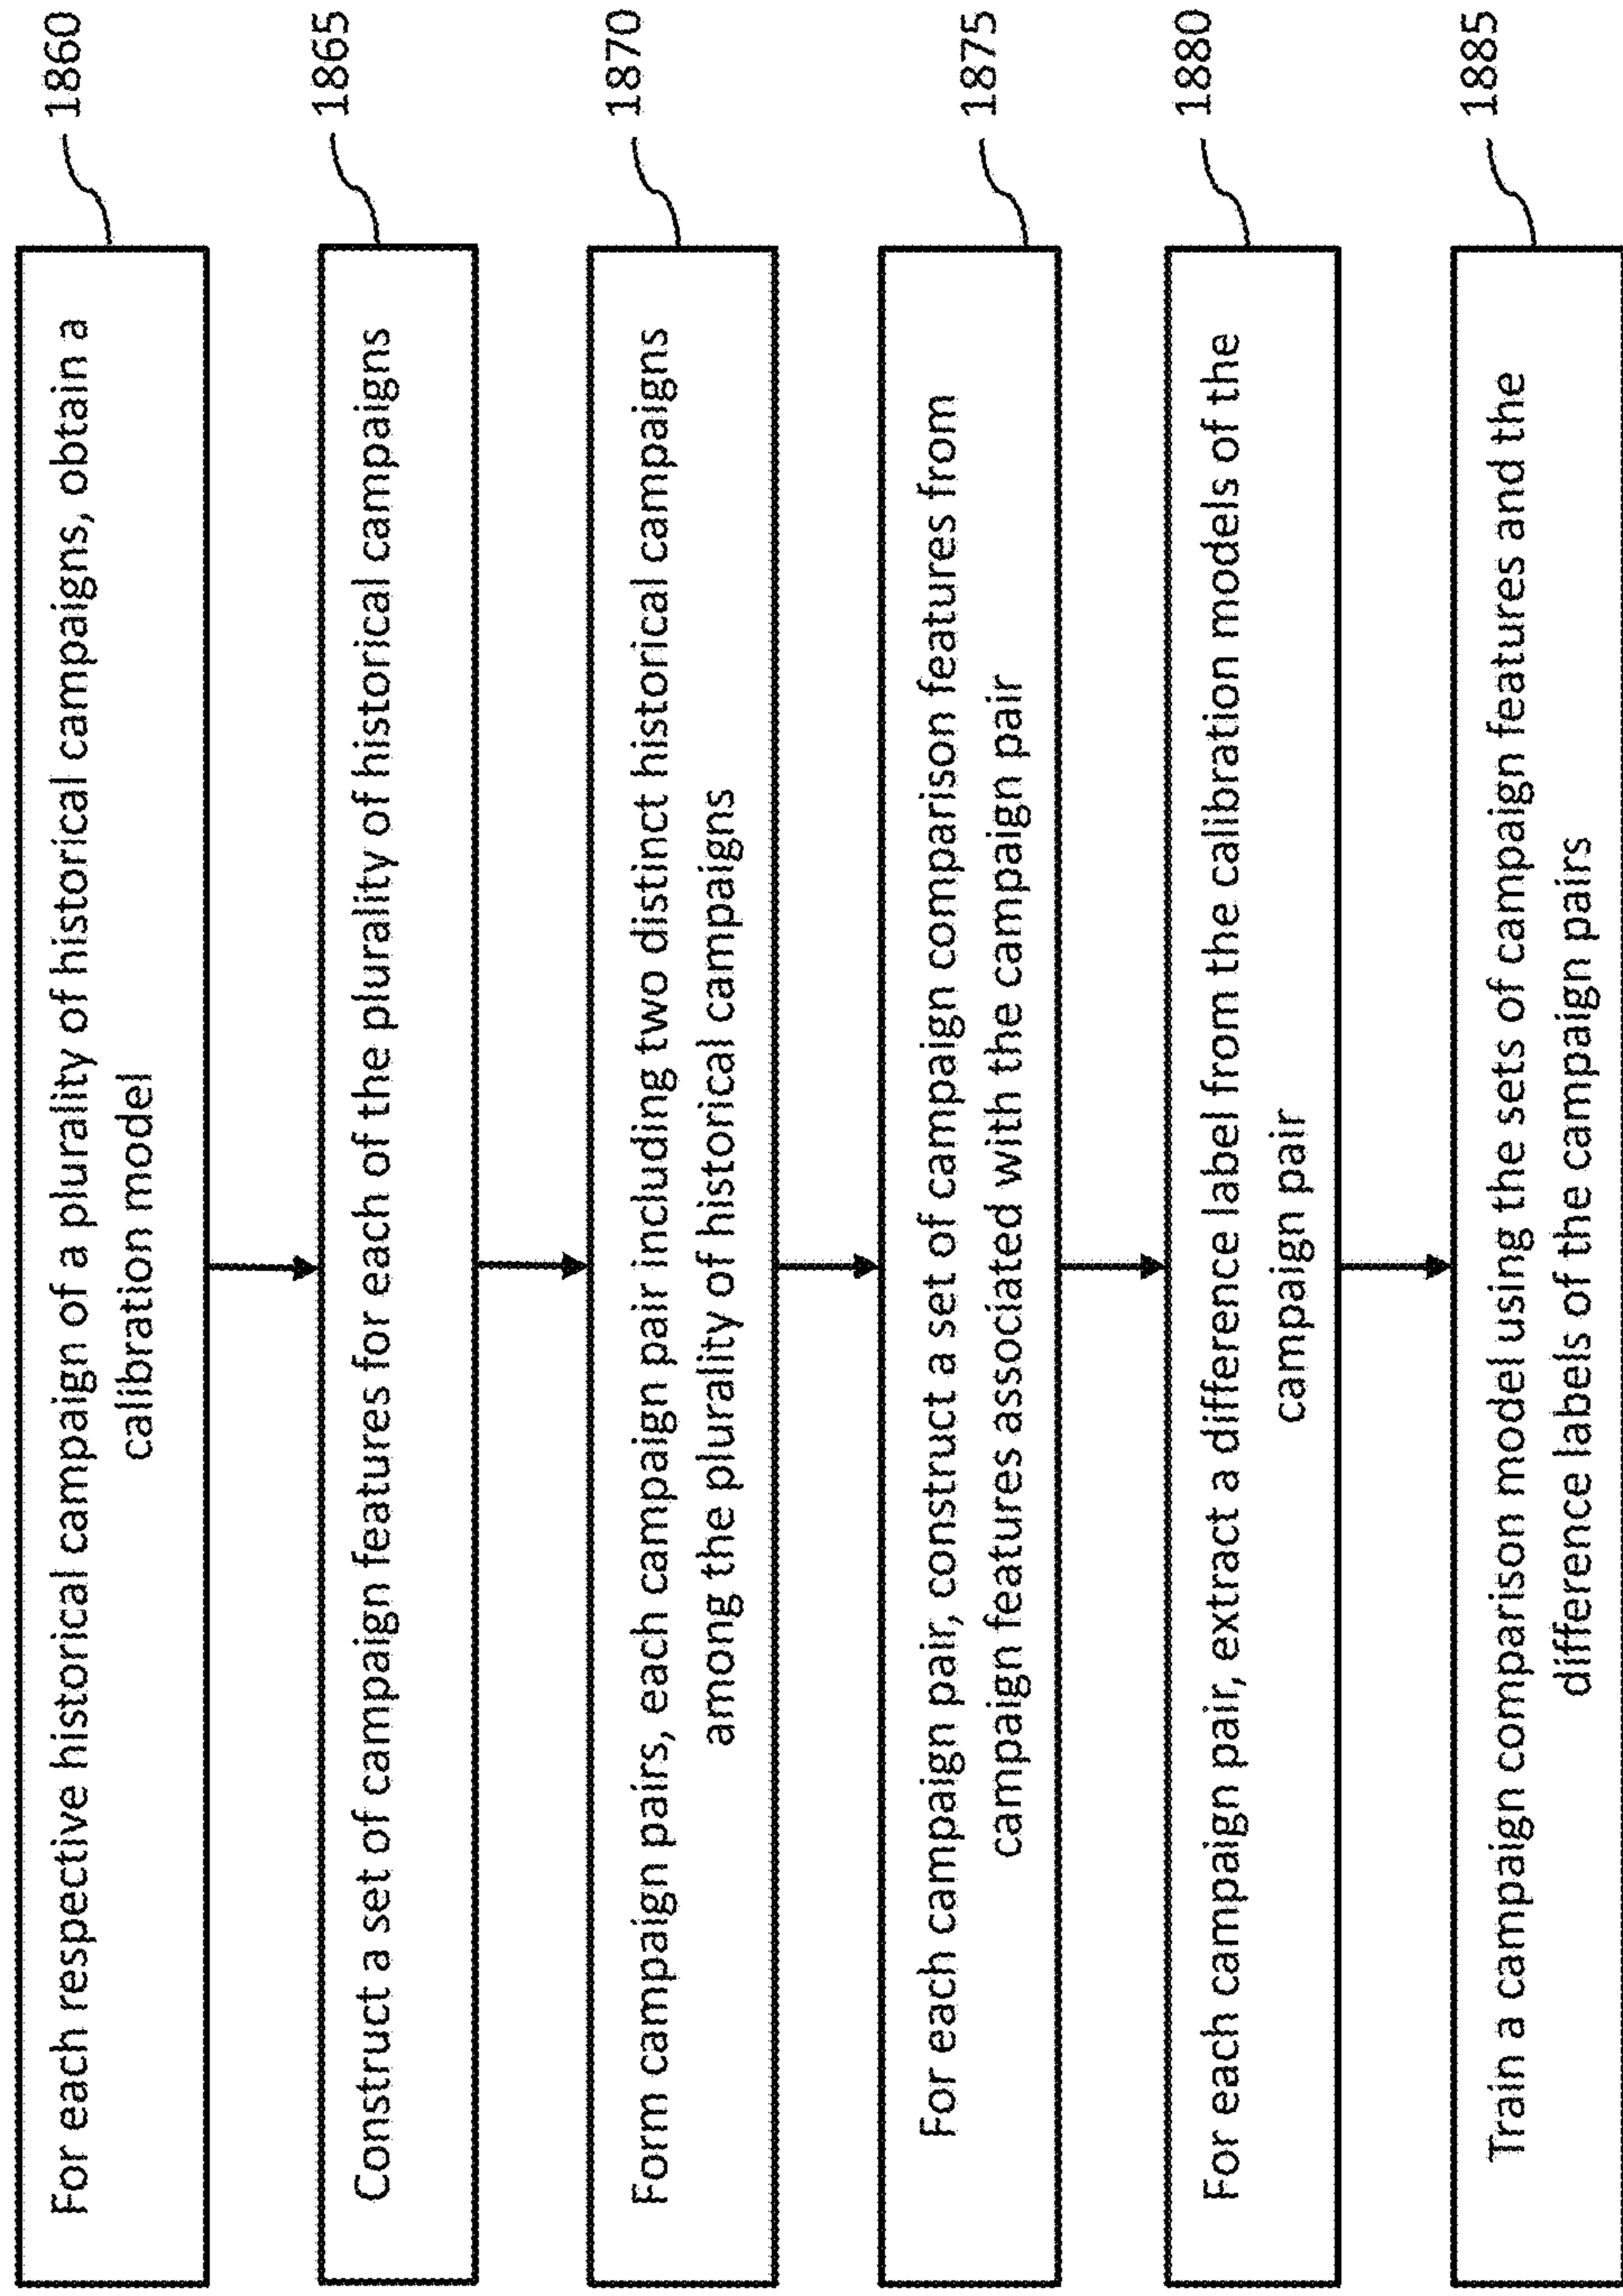 For each respective historical campaign of a plurality of historical campaigns, obtain a
calibration model
1860
Construct a set of campaign features for each of the plurality of historical campaigns
1865
Form campaign pairs, each campaign pair including two distinct historical campaigns
among the plurality of historical campaigns
1870
For each campaign pair, construct a set of campaign comparison features from
campaign features associated with the campaign pair
1875
For each campaign pair, extract a difference label from the calibration models of the
campaign pair
1880
Train a campaign comparison model using the sets of campaign features and the
difference labels of the campaign pairs
1885